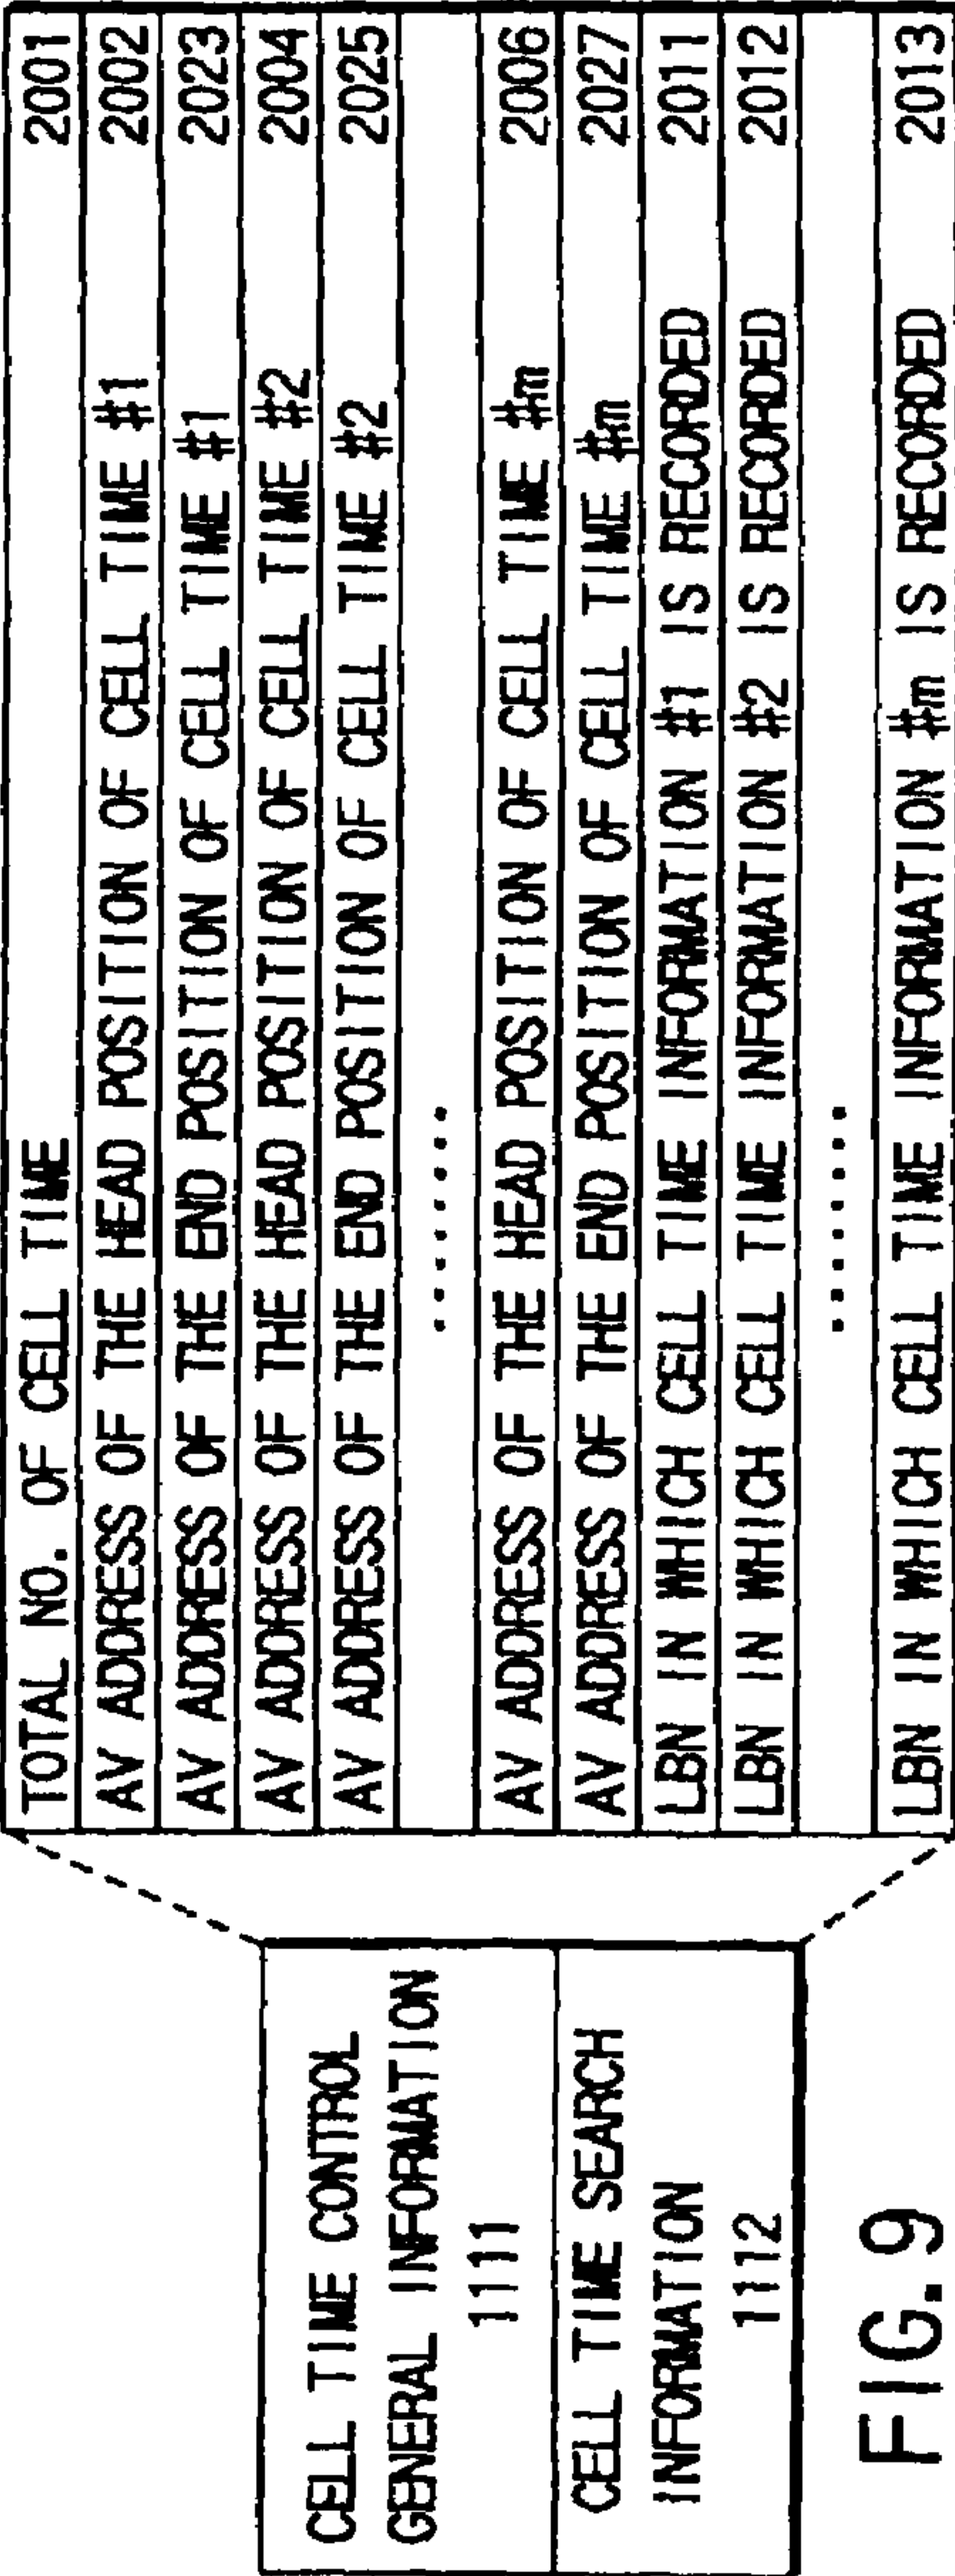 CELL TIME CONTROL
GENERAL INFORMATION
1111
CELL TIME SEARCH
INFORMATION
1112
TOTAL NO. OF CELL TIME 2001
AV ADDRESS OF THE HEAD POSITION OF CELL TIME #1 2002
AV ADDRESS OF THE END POSITION OF CELL TIME #1 2023
AV ADDRESS OF THE HEAD POSITION OF CELL TIME #2 2004
AV ADDRESS OF THE END POSITION OF CELL TIME #2 2025
........
AV ADDRESS OF THE HEAD POSITION OF CELL TIME #m 2006
AV ADDRESS OF THE END POSITION OF CELL TIME #m 2027
LBN IN WHICH CELL TIME INFORMATION #1 IS RECORDED 2011
LBN IN WHICH CELL TIME INFORMATION #2 IS RECORDED 2012
........
LBN IN WHICH CELL TIME INFORMATION #m IS RECORDED 2013
FIG. 9